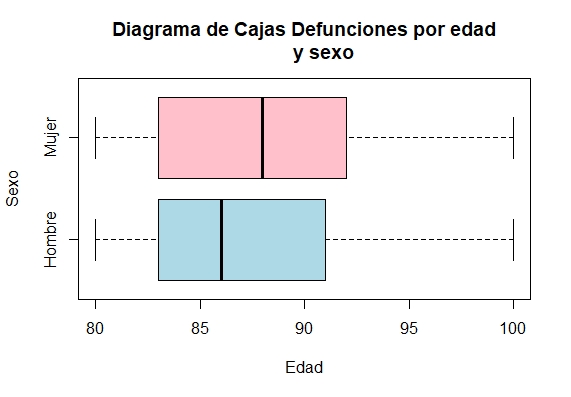 Diagrama de Cajas Defunciones por edad
y sexo
Sexo
Mujer
Hombre
80 85 90 95 100
Edad